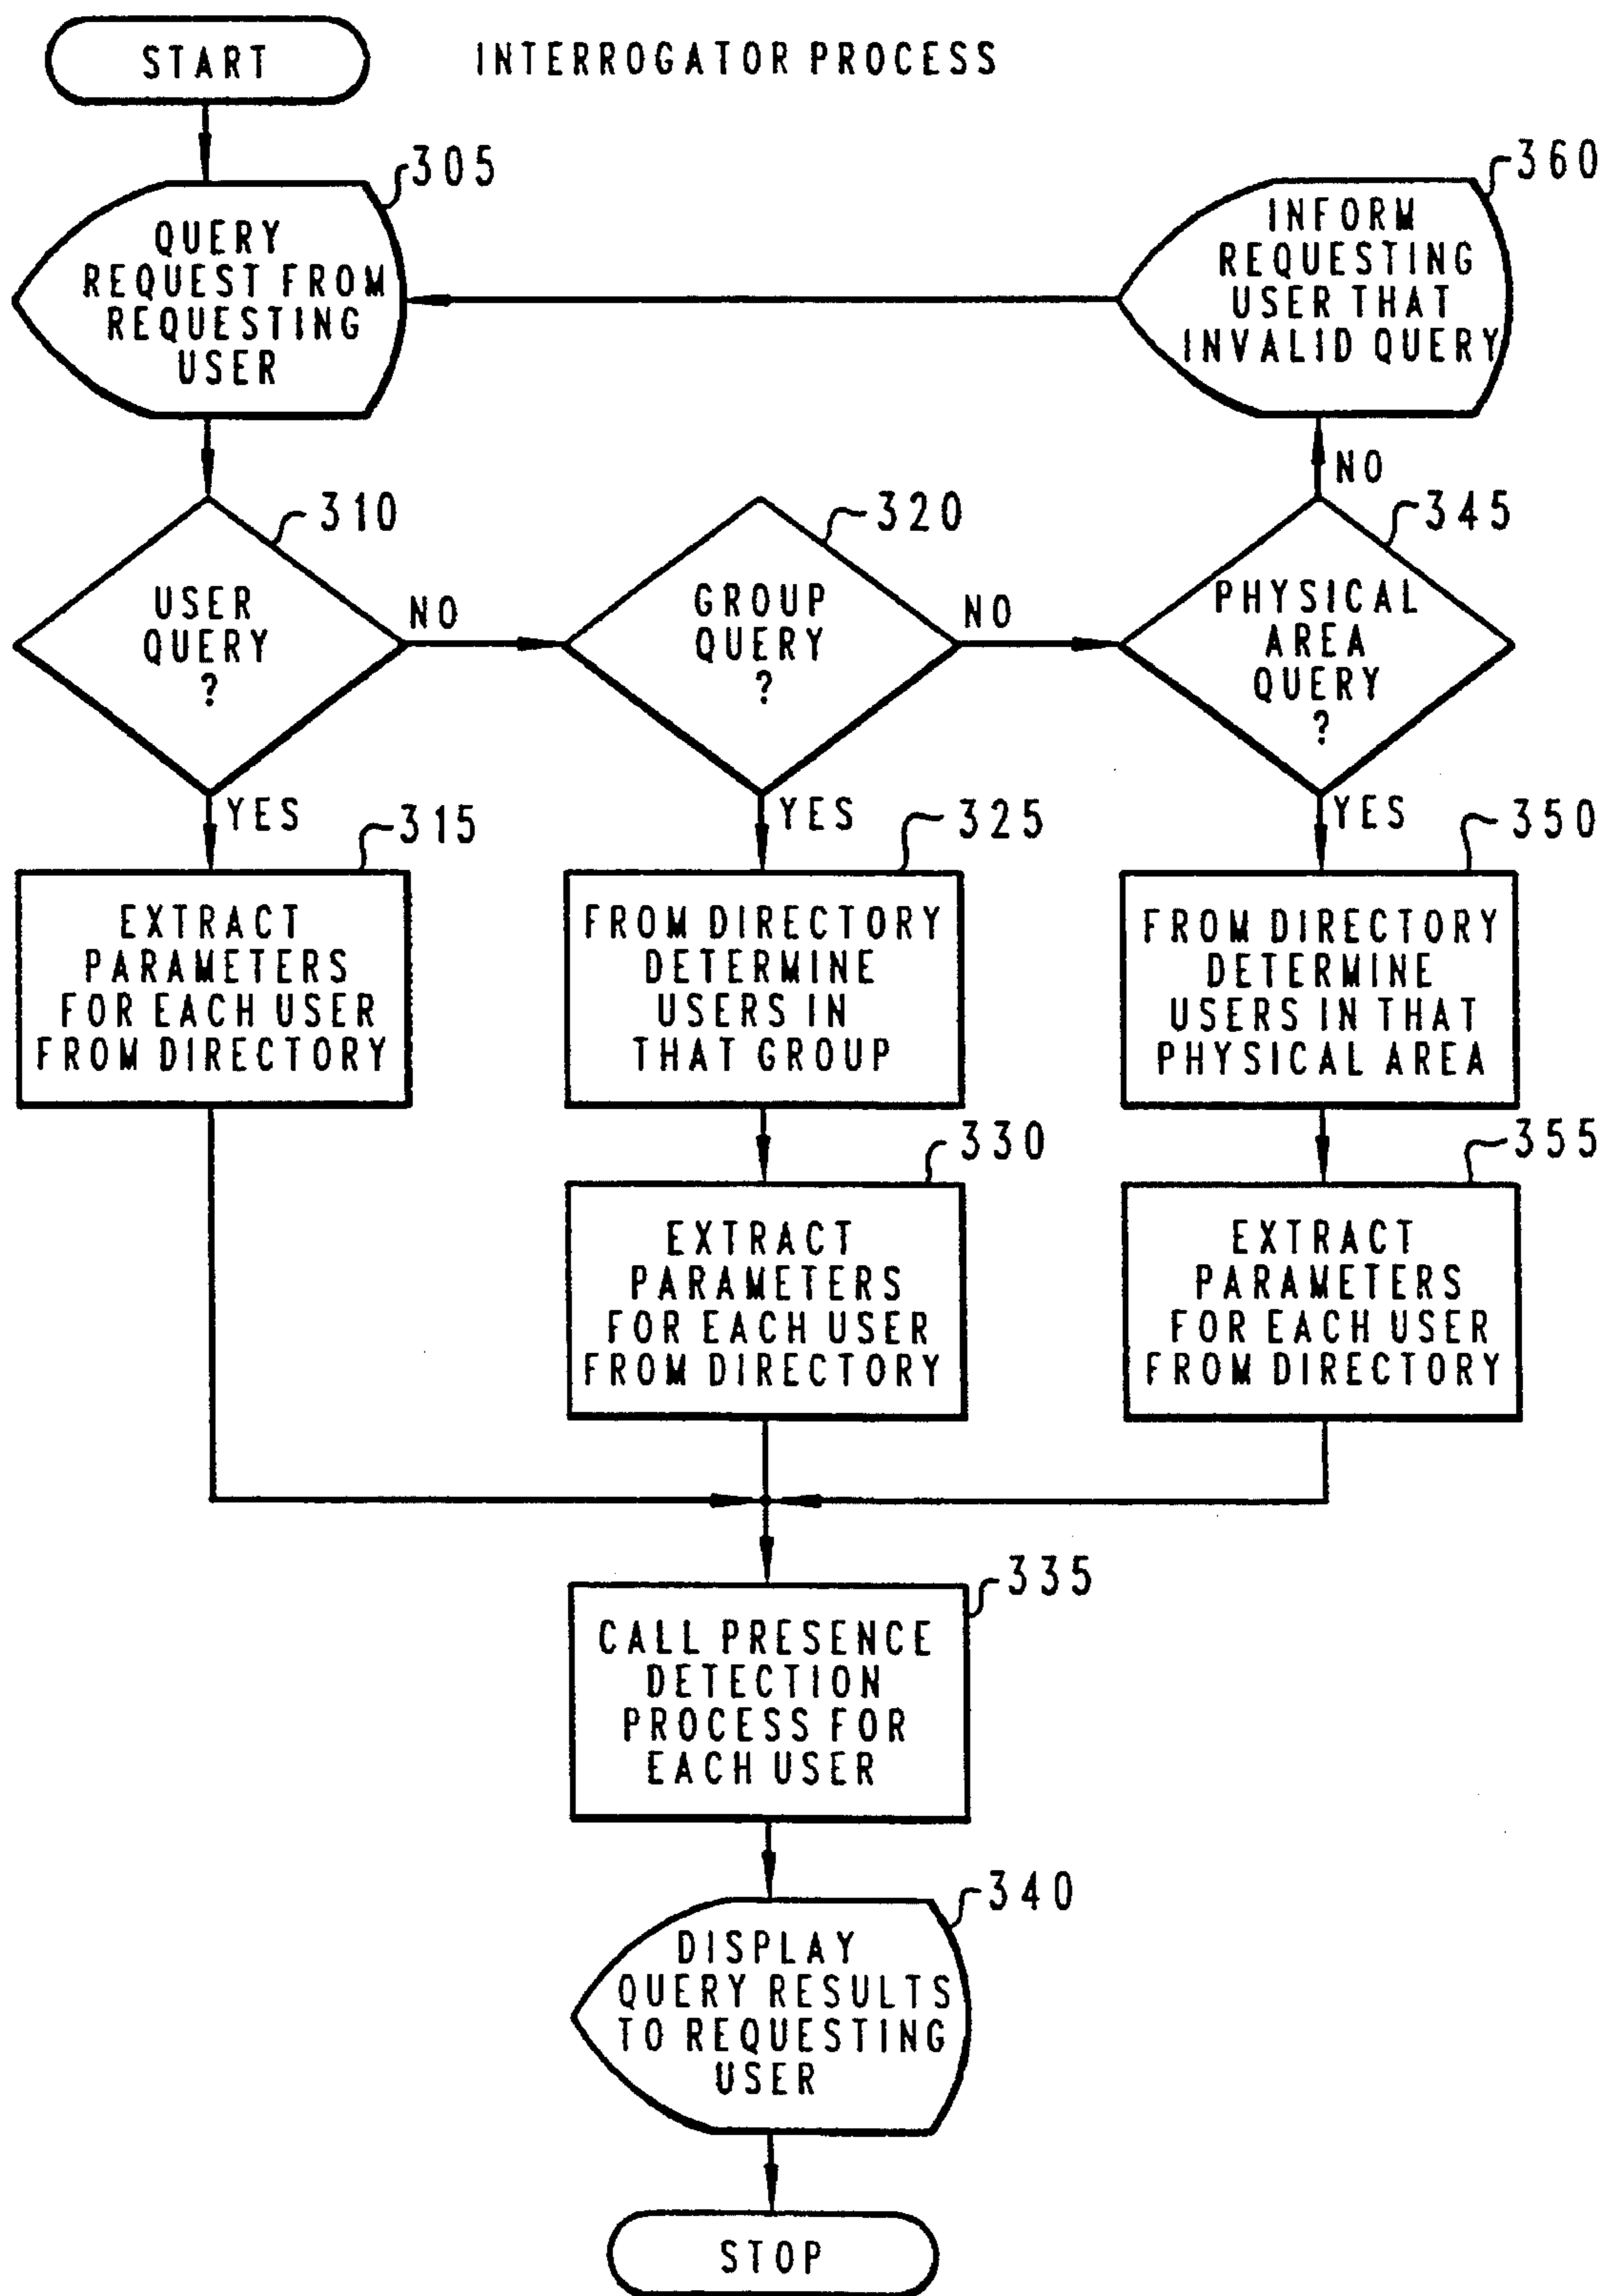 START
INTERROGATOR PROCESS
305
QUERY
REQUEST FROM
REQUESTING
USER
360
INFORM
REQUESTING
USER THAT
INVALID QUERY
310
USER
QUERY
?
NO
320
GROUP
QUERY
?
NO
NO
345
PHYSICAL
AREA
QUERY
?
YES
315
EXTRACT
PARAMETERS
FOR EACH USER
FROM DIRECTORY
YES
325
FROM DIRECTORY
DETERMINE
USERS IN
THAT GROUP
YES
350
FROM DIRECTORY
DETERMINE
USERS IN THAT
PHYSICAL AREA
330
EXTRACT
PARAMETERS
FOR EACH USER
FROM DIRECTORY
355
EXTRACT
PARAMETERS
FOR EACH USER
FROM DIRECTORY
335
CALL PRESENCE
DETECTION
PROCESS FOR
EACH USER
340
DISPLAY
QUERY RESULTS
TO REQUESTING
USER
STOP